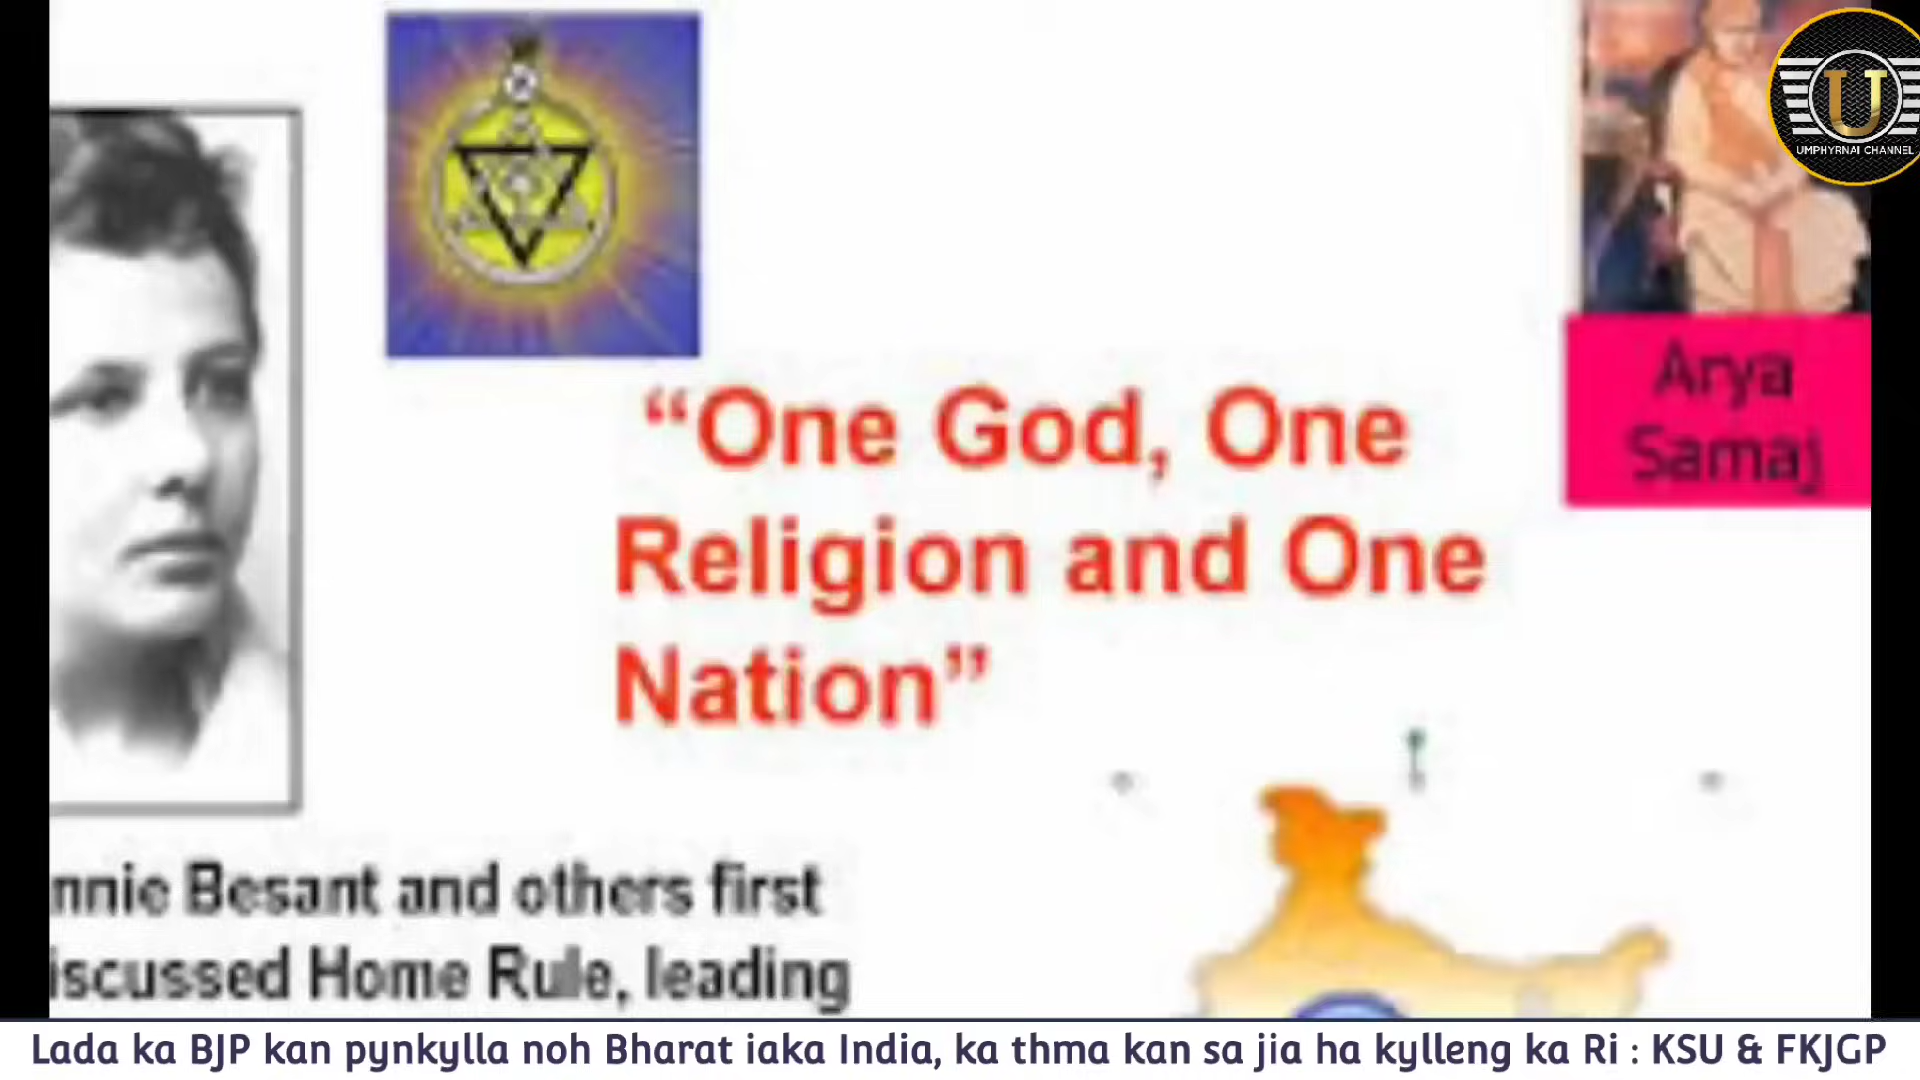 UMPHYRNAI CHANNEL
Arya
Samaj
“One God, One
Religion and One
Nation”
nnie Besant and others first
iscussed Home Rule, leading
Lada ka BJP kan pynkylla noh Bharat iaka India, ka thma kan sa jia ha kylleng ka Ri : KSU & FKJGP